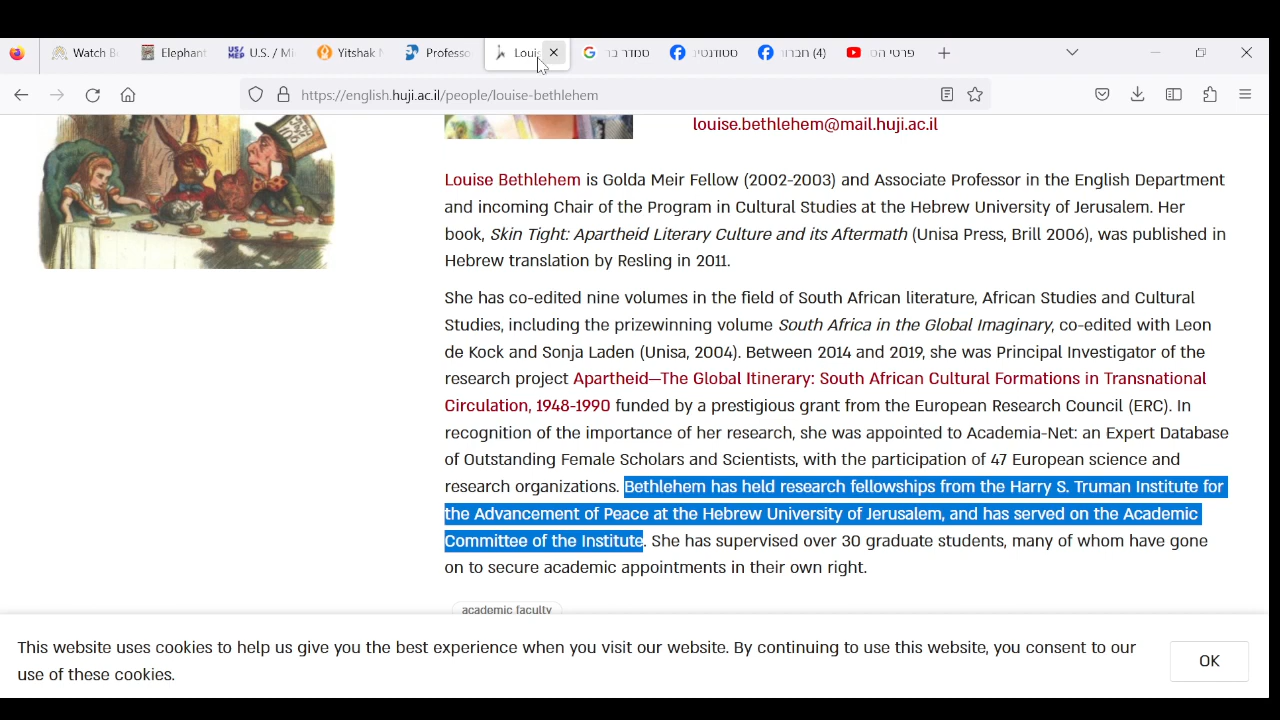 Watch B
Elephant
U.S. / Mi
Yitshak
Professo
Loui
סמדר בר
סטודנטי
(4) חברו
פרטי הס
https://english.huji.ac.il/people/louise-bethlehem
louise.bethlehem@mail.huji.ac.il
Louise Bethlehem is Golda Meir Fellow (2002-2003) and Associate Professor in the English Department
and incoming Chair of the Program in Cultural Studies at the Hebrew University of Jerusalem. Her
book, Skin Tight: Apartheid Literary Culture and its Aftermath (Unisa Press, Brill 2006), was published in
Hebrew translation by Resling in 2011.
She has co-edited nine volumes in the field of South African literature, African Studies and Cultural
Studies, including the prizewinning volume South Africa in the Global Imaginary, co-edited with Leon
de Kock and Sonja Laden (Unisa, 2004). Between 2014 and 2019, she was Principal Investigator of the
research project Apartheid—The Global Itinerary: South African Cultural Formations in Transnational
Circulation, 1948-1990 funded by a prestigious grant from the European Research Council (ERC). In
recognition of the importance of her research, she was appointed to Academia-Net: an Expert Database
of Outstanding Female Scholars and Scientists, with the participation of 47 European science and
research organizations. Bethlehem has held research fellowships from the Harry S. Truman Institute for
the Advancement of Peace at the Hebrew University of Jerusalem, and has served on the Academic
Committee of the Institute. She has supervised over 30 graduate students, many of whom have gone
on to secure academic appointments in their own right.
academic faculty
This website uses cookies to help us give you the best experience when you visit our website. By continuing to use this website, you consent to our
use of these cookies.
OK